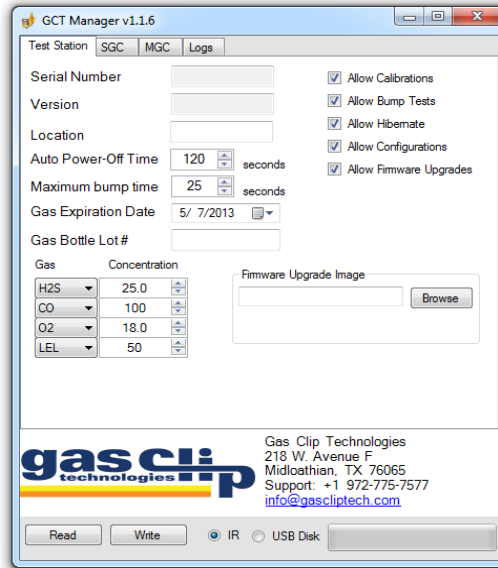 GCT Manager v1.1.6
Test Station SGC MGC Logs
Serial Number
Version
Location
Auto Power-Off Time 120 seconds
Maximum bump time 25 seconds
Gas Expiration Date 5/ 7/2013
Gas Bottle Lot #
Allow Calibrations
Allow Bump Tests
Allow Hibernate
Allow Configurations
Allow Firmware Upgrades
Gas Concentration
H2S 25.0
CO 100
O2 18.0
LEL 50
Firmware Upgrade Image
Browse
gas clip
technologies
Gas Clip Technologies
218 W. Avenue F
Midloathian, TX 76065
Support: +1 972-775-7577
info@gascliptech.com
Read Write IR USB Disk